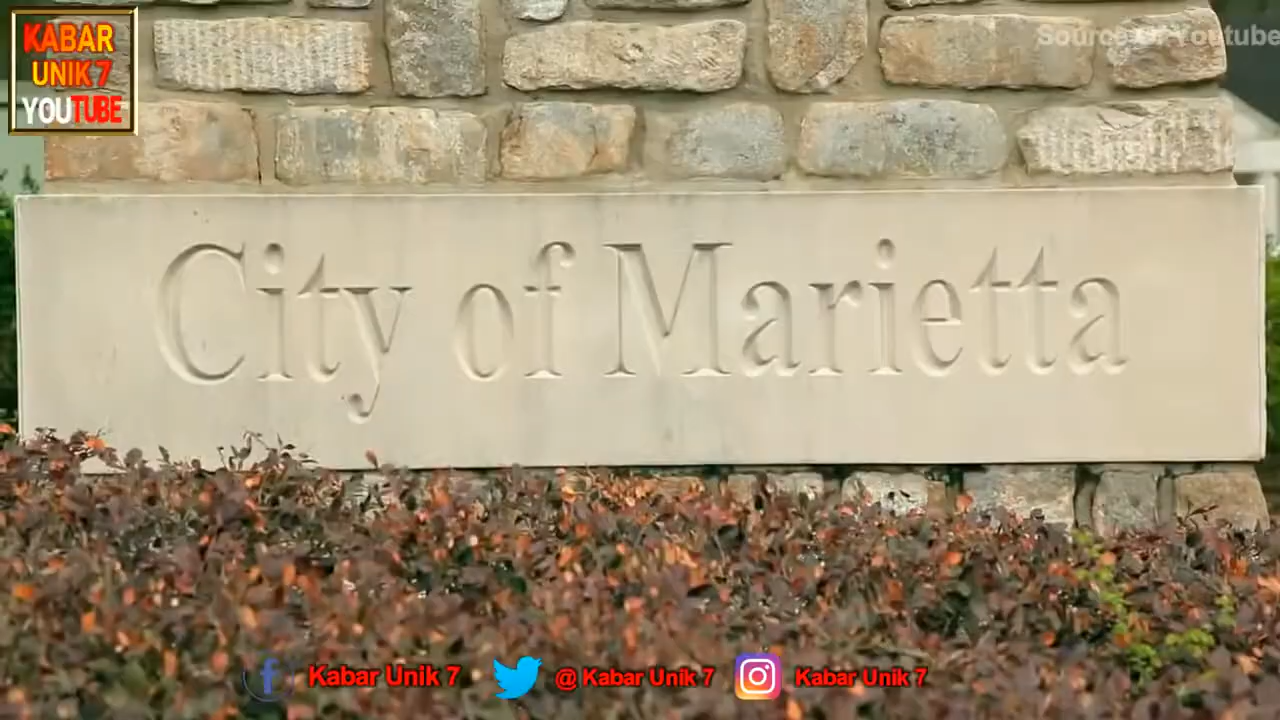 KABAR
UNIK 7
YOUTUBE
Source Of Youtube
City of Marietta
Kabar Unik 7
@ Kabar Unik 7
Kabar Unik 7